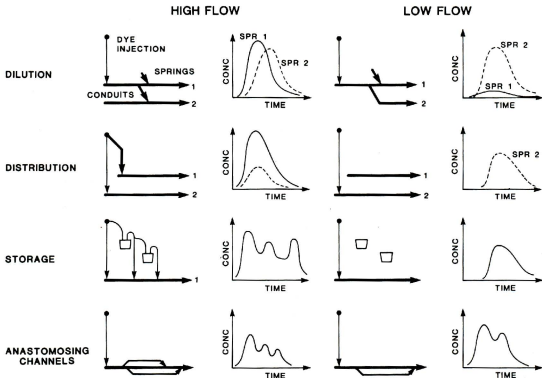 HIGH FLOW
LOW FLOW
DILUTION
DYE
INJECTION
SPRINGS
CONDUITS
1
2
CONC
SPR 1
SPR 2
TIME
1
2
CONC
SPR 2
SPR 1
TIME
DISTRIBUTION
1
2
CONC
TIME
1
2
CONC
SPR 2
TIME
STORAGE
1
CONC
TIME
CONC
TIME
ANASTOMOSING
CHANNELS
CONC
TIME
CONC
TIME